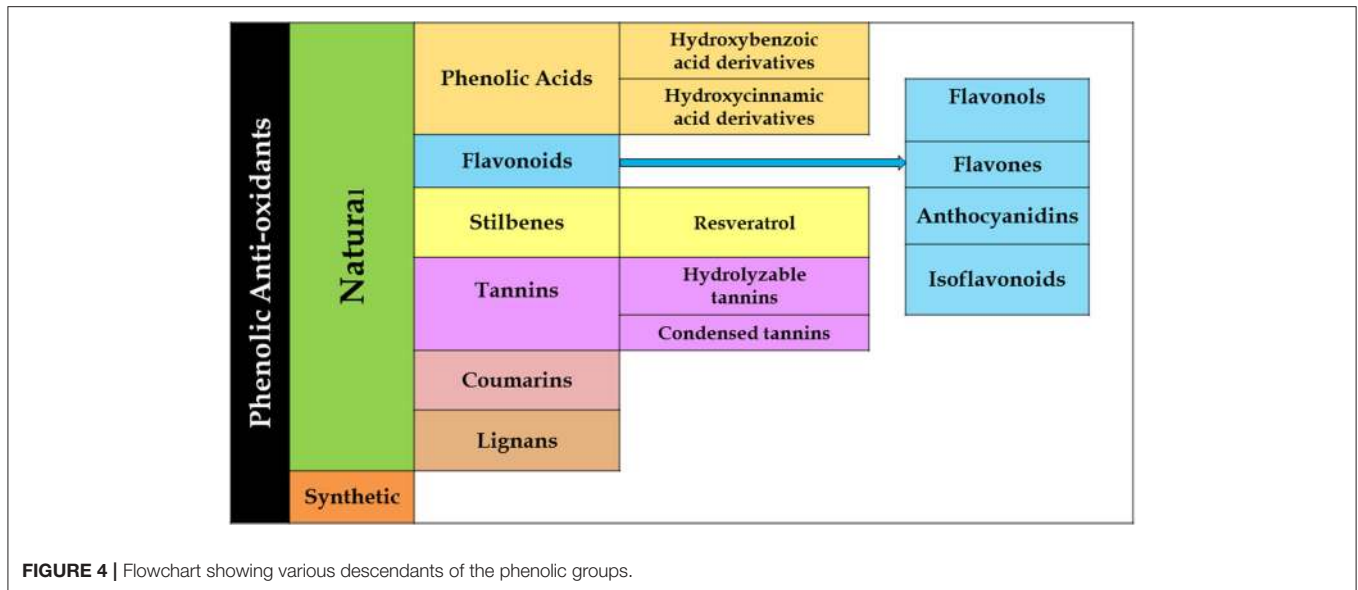 Phenolic Anti-oxidants
Natural
Synthetic
Phenolic Acids
Hydroxybenzoic
acid derivatives
Hydroxycinnamic
acid derivatives
Flavonoids
Flavonols
Flavones
Anthocyanidins
Isoflavonoids
Stilbenes
Resveratrol
Tannins
Hydrolyzable
tannins
Condensed tannins
Coumarins
Lignans
FIGURE 4 | Flowchart showing various descendants of the phenolic groups.